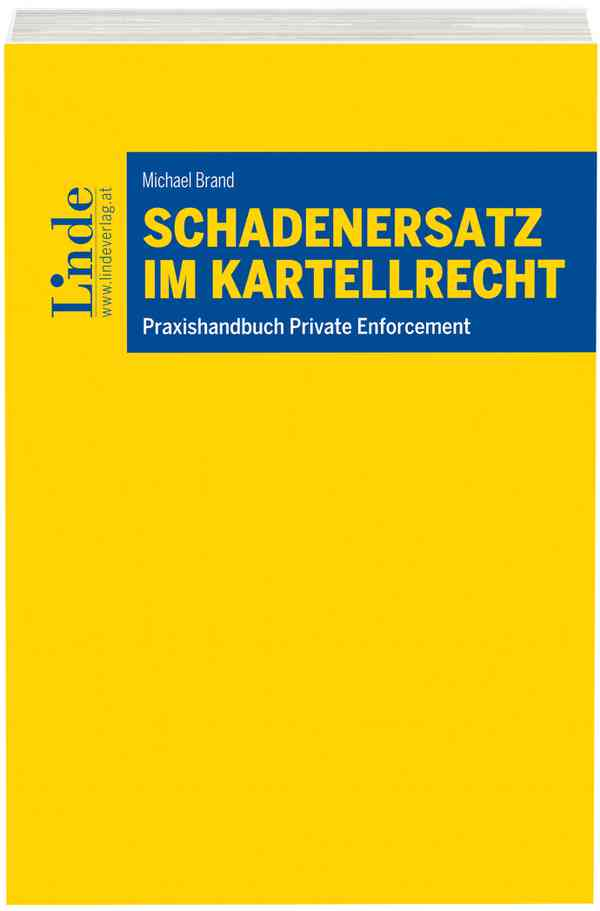 Linde
www.lindeverlag.at
Michael Brand
SCHADENERSATZ
IM KARTELLRECHT
Praxishandbuch Private Enforcement